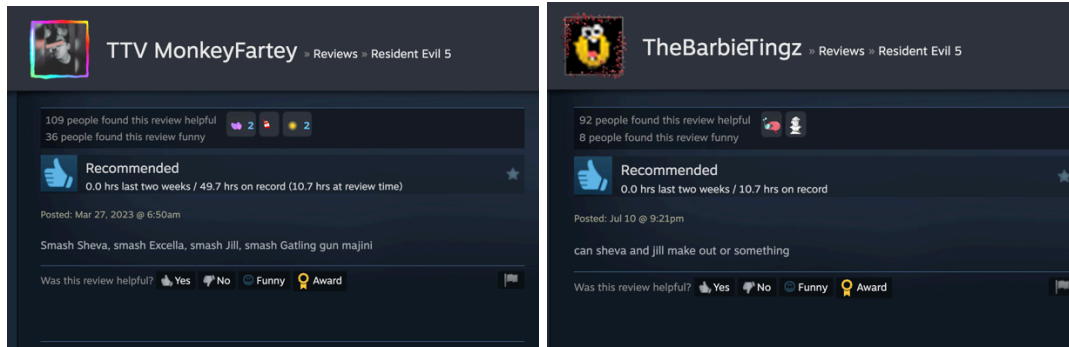 TTV MonkeyFartey » Reviews » Resident Evil 5
109 people found this review helpful
36 people found this review funny
2
2
Recommended
0.0 hrs last two weeks / 49.7 hrs on record (10.7 hrs at review time)
Posted: Mar 27, 2023 @ 6:50am
Smash Sheva, smash Excella, smash Jill, smash Gatling gun majini
Was this review helpful? Yes No Funny Award
TheBarbieTingz » Reviews » Resident Evil 5
92 people found this review helpful
8 people found this review funny
Recommended
0.0 hrs last two weeks / 10.7 hrs on record
Posted: Jul 10 @ 9:21pm
can sheva and jill make out or something
Was this review helpful? Yes No Funny Award